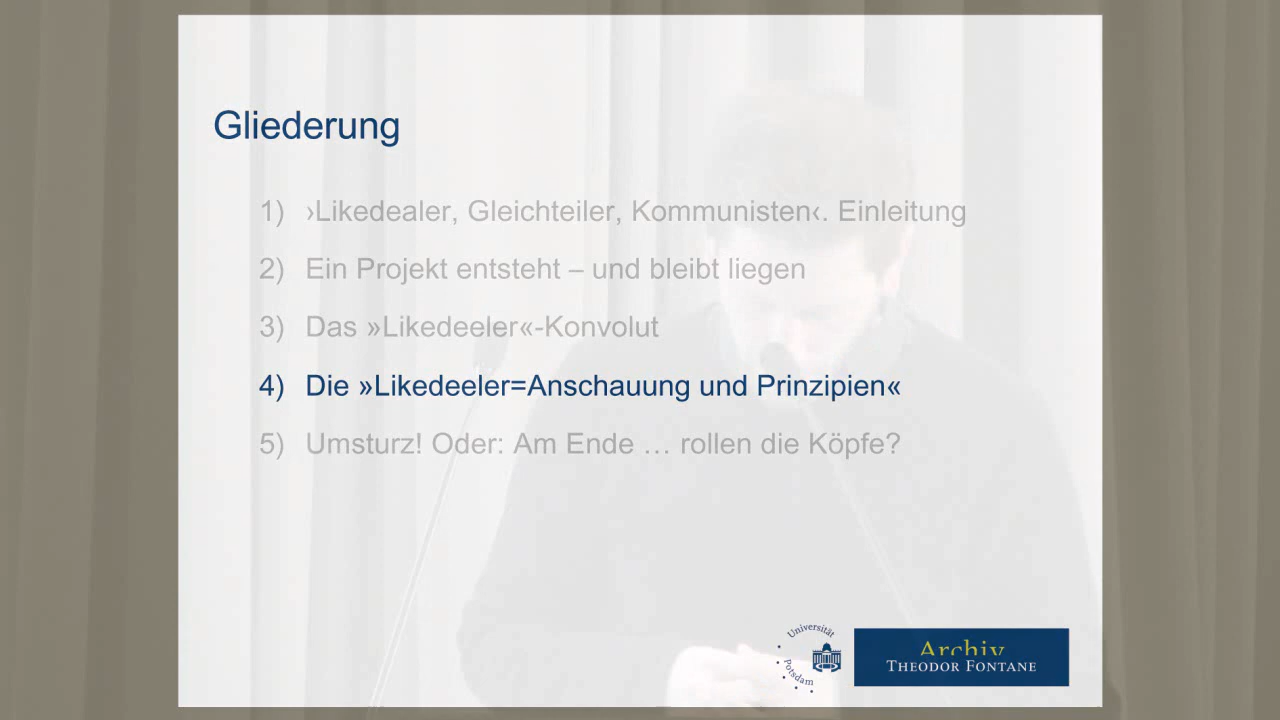 Gliederung
1) ›Likedealer, Gleichteiler, Kommunisten‹. Einleitung
2) Ein Projekt entsteht – und bleibt liegen
3) Das »Likedeeler«-Konvolut
4) Die »Likedeeler=Anschauung und Prinzipien«
5) Umsturz! Oder: Am Ende … rollen die Köpfe?
Universität
Potsdam
Archiv
THEODOR FONTANE